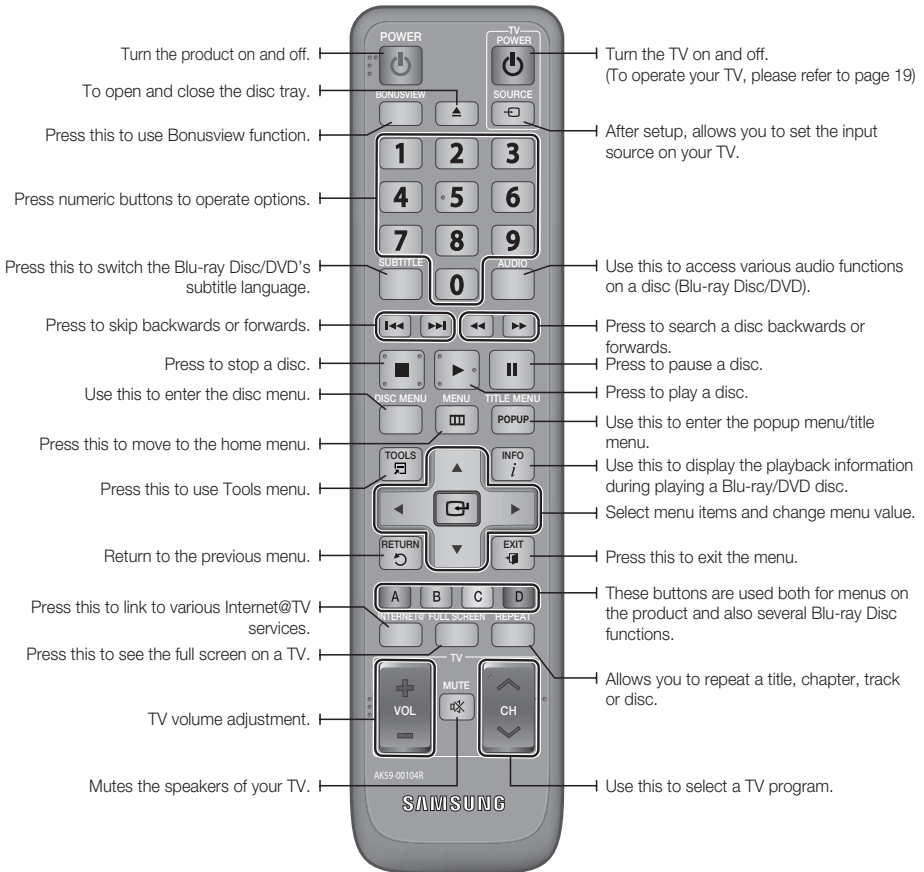 POWER
TV
POWER
Turn the product on and off.
Turn the TV on and off.
(To operate your TV, please refer to page 19)
To open and close the disc tray.
BONUSVIEW
SOURCE
Press this to use Bonusview function.
After setup, allows you to set the input
source on your TV.
1 2 3
Press numeric buttons to operate options.
4 5 6
7 8 9
Press this to switch the Blu-ray Disc/DVD's
subtitle language.
SUBTITLE
0
AUDIO
Use this to access various audio functions
on a disc (Blu-ray Disc/DVD).
Press to skip backwards or forwards.
Press to search a disc backwards or
forwards.
Press to stop a disc.
Press to pause a disc.
Use this to enter the disc menu.
Press to play a disc.
DISC MENU MENU TITLE MENU
POPUP
Press this to move to the home menu.
Use this to enter the popup menu/title
menu.
TOOLS
INFO
i
Press this to use Tools menu.
Use this to display the playback information
during playing a Blu-ray/DVD disc.
Select menu items and change menu value.
RETURN
EXIT
Return to the previous menu.
Press this to exit the menu.
A B C D
Press this to link to various Internet@TV
services.
These buttons are used both for menus on
the product and also several Blu-ray Disc
functions.
INTERNET@ FULL SCREEN REPEAT
Press this to see the full screen on a TV.
TV
Allows you to repeat a title, chapter, track
or disc.
MUTE
VOL
CH
TV volume adjustment.
AK59-00104R
Mutes the speakers of your TV.
Use this to select a TV program.
SAMSUNG